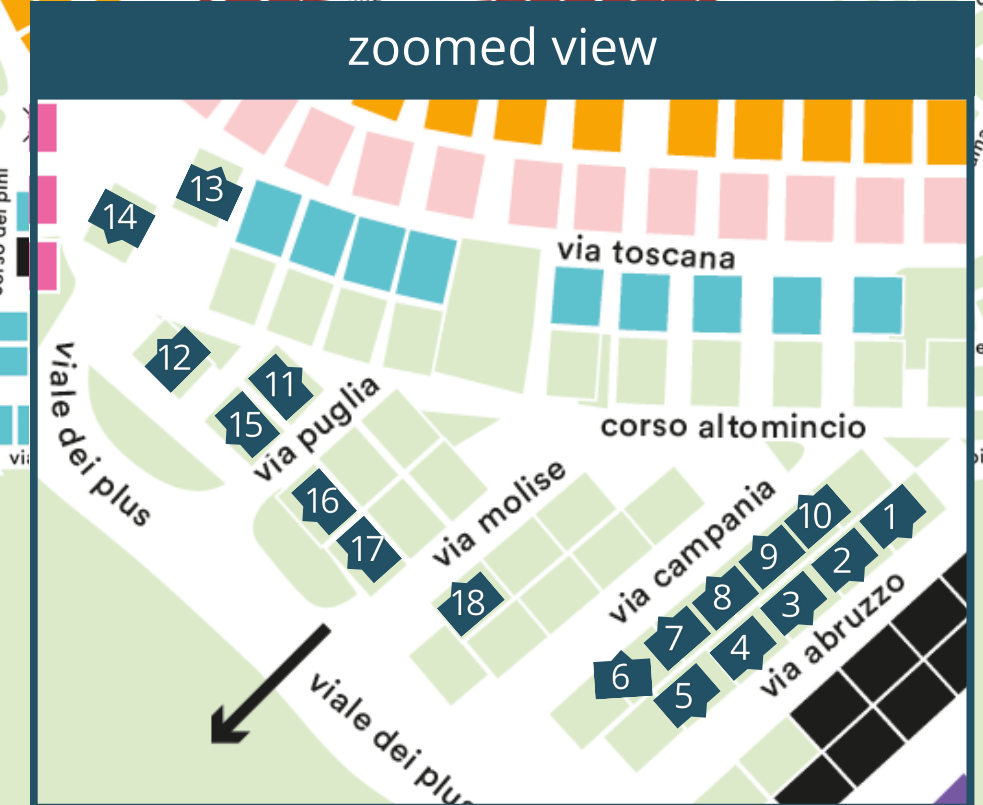 zoomed view
13
14
via toscana
12
11
viale dei plus
15
via puglia
corso altomincio
16
17
via molise
via campania
10
1
9
2
18
8
3
7
4
via abruzzo
6
5
viale dei plus